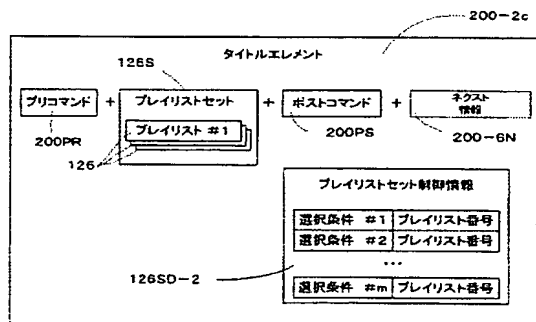 200-2c
タイトルエレメント
126S
プリコマンド + プレイリストセット + ポストコマンド + ネクスト情報
プレイリスト #1
200PR
126
200PS
200-6N
プレイリストセット制御情報
選択条件 #1 プレイリスト番号
選択条件 #2 プレイリスト番号
...
選択条件 #m プレイリスト番号
126SD-2